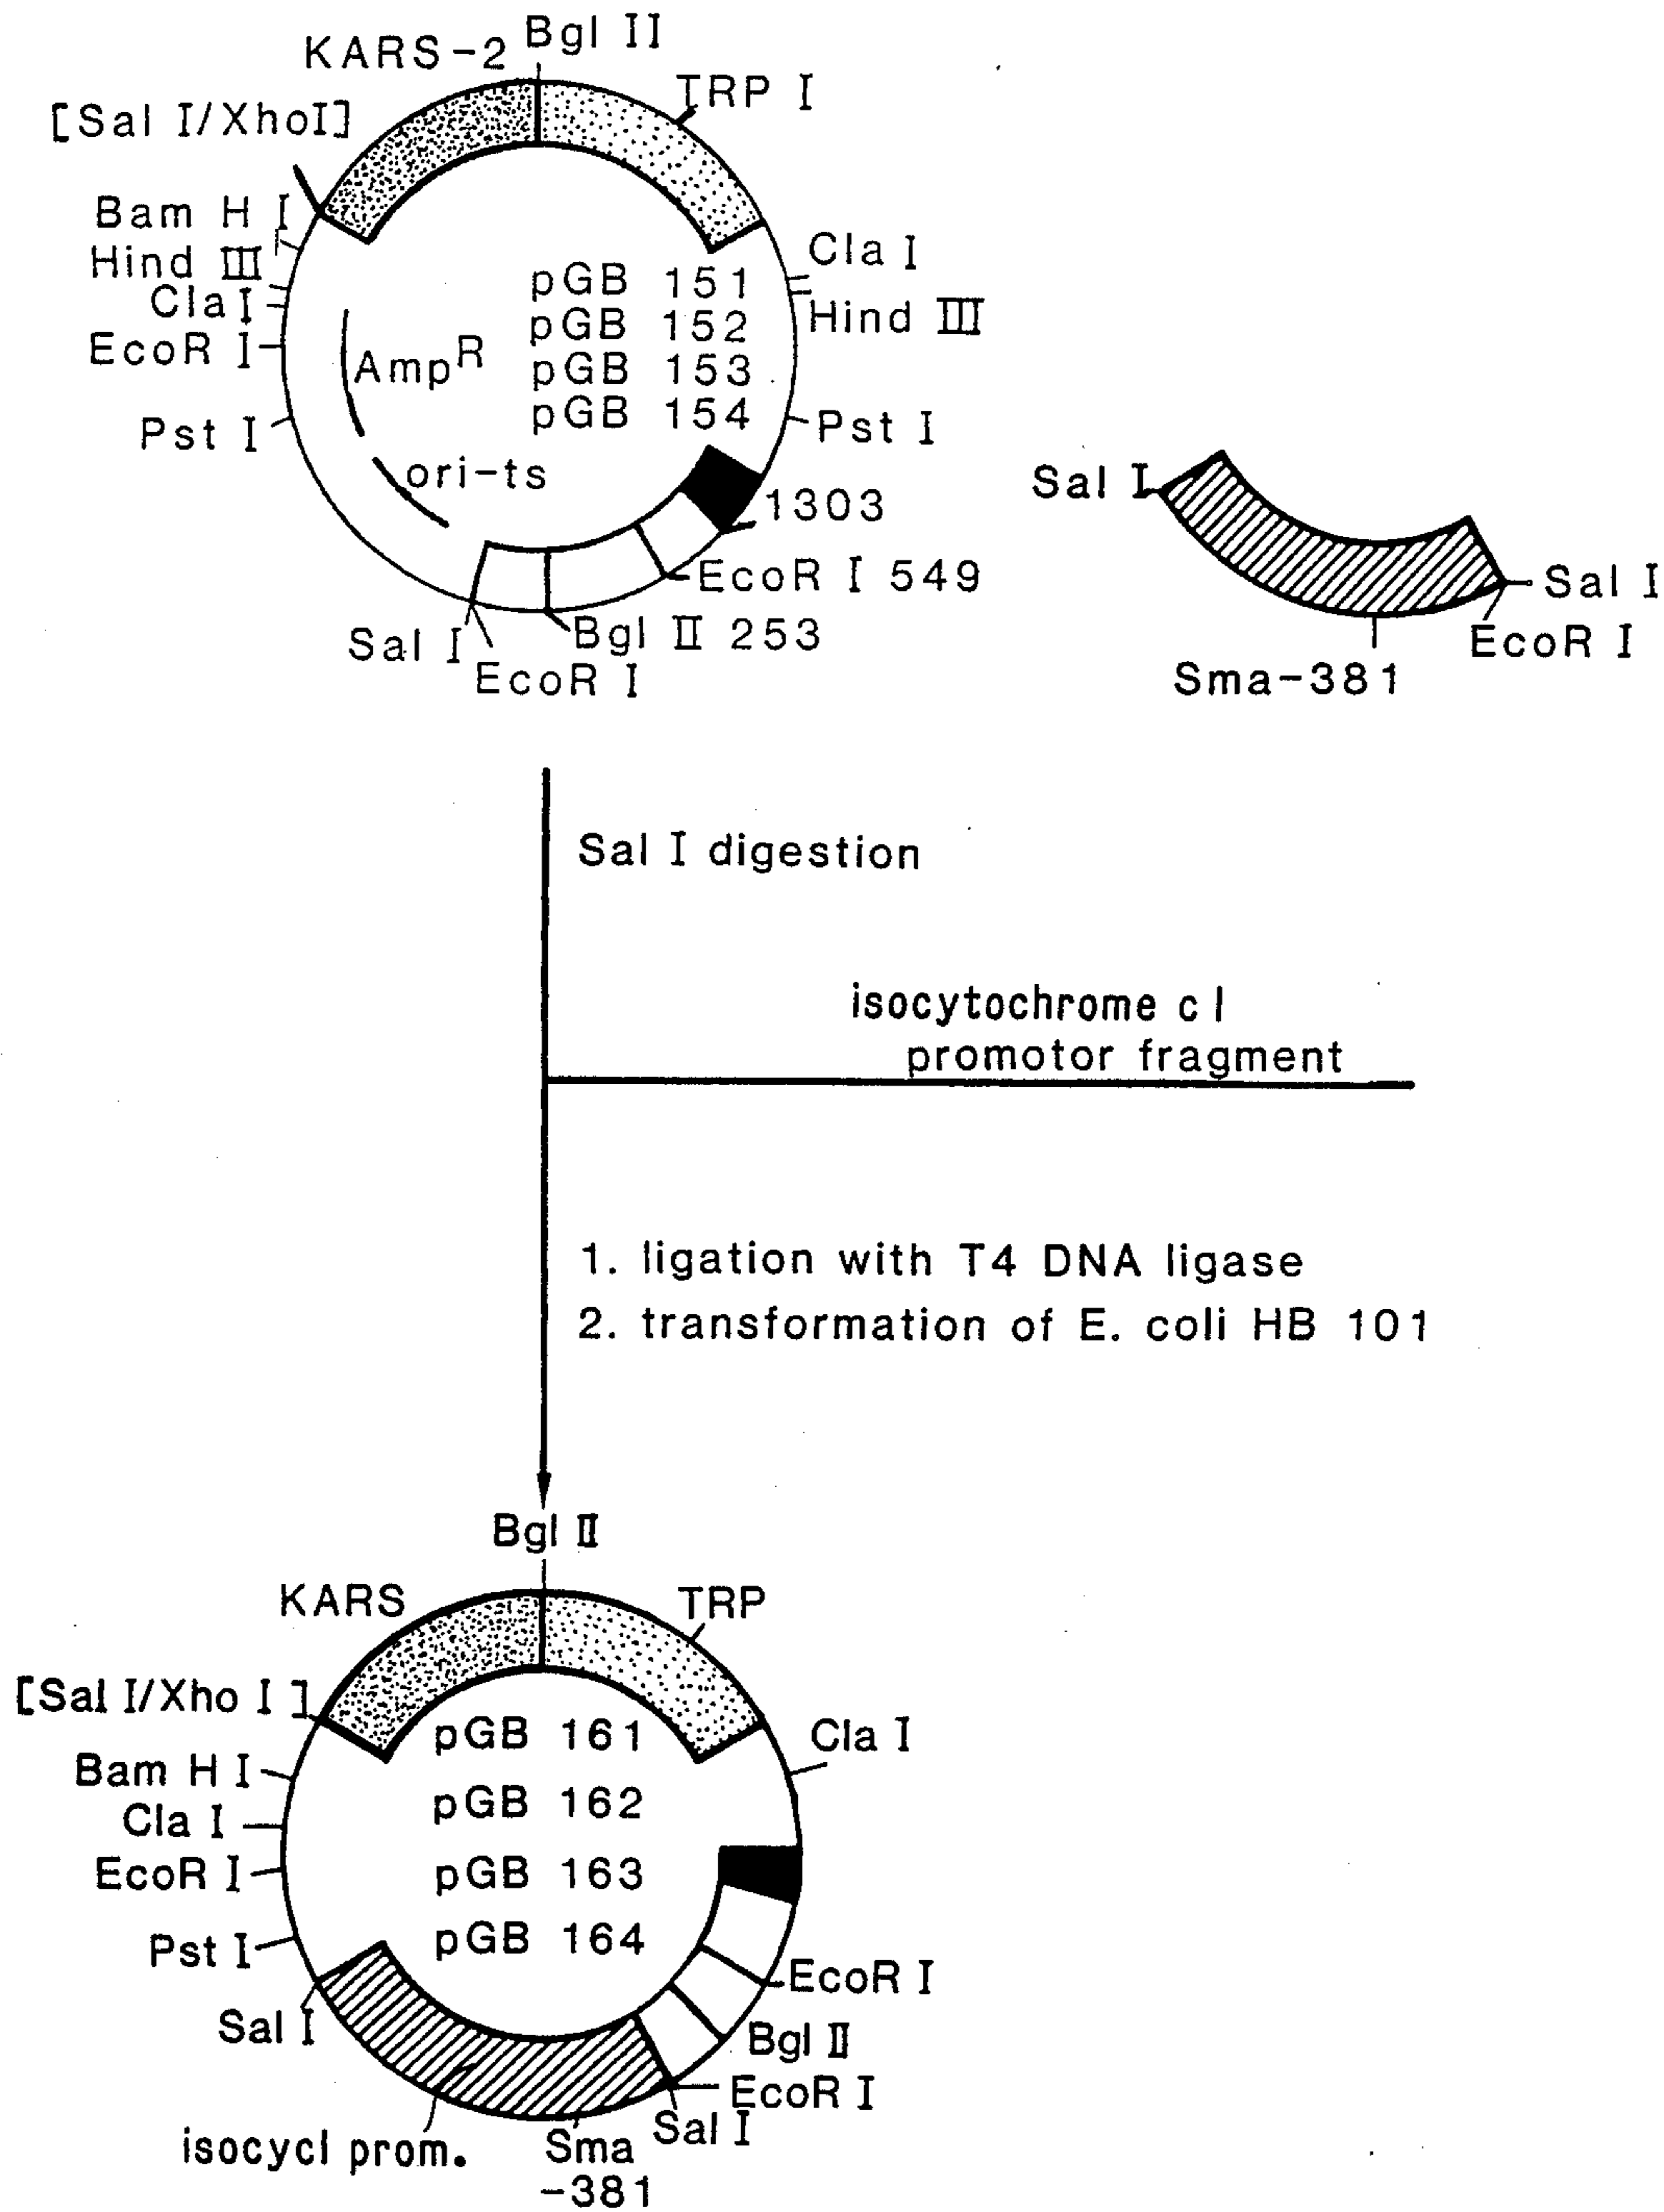 KARS-2
Bgl II
TRP I
[Sal I/XhoI]
Bam H I
Hind III
Cla I
EcoR I
Pst I
Cla I
Hind III
Pst I
pGB 151
pGB 152
pGB 153
pGB 154
Amp^R
ori-ts
1303
EcoR I 549
Bgl II 253
Sal I
EcoR I
Sal I
Sal I
EcoR I
Sma-381
Sal I digestion
isocytochrome c I
promotor fragment
1. ligation with T4 DNA ligase
2. transformation of E. coli HB 101
Bgl II
KARS
TRP
[Sal I/Xho I]
Bam H I
Cla I
EcoR I
Pst I
Sal I
pGB 161
pGB 162
pGB 163
pGB 164
Cla I
EcoR I
Bgl II
EcoR I
Sal I
isocycl prom.
Sma
-381